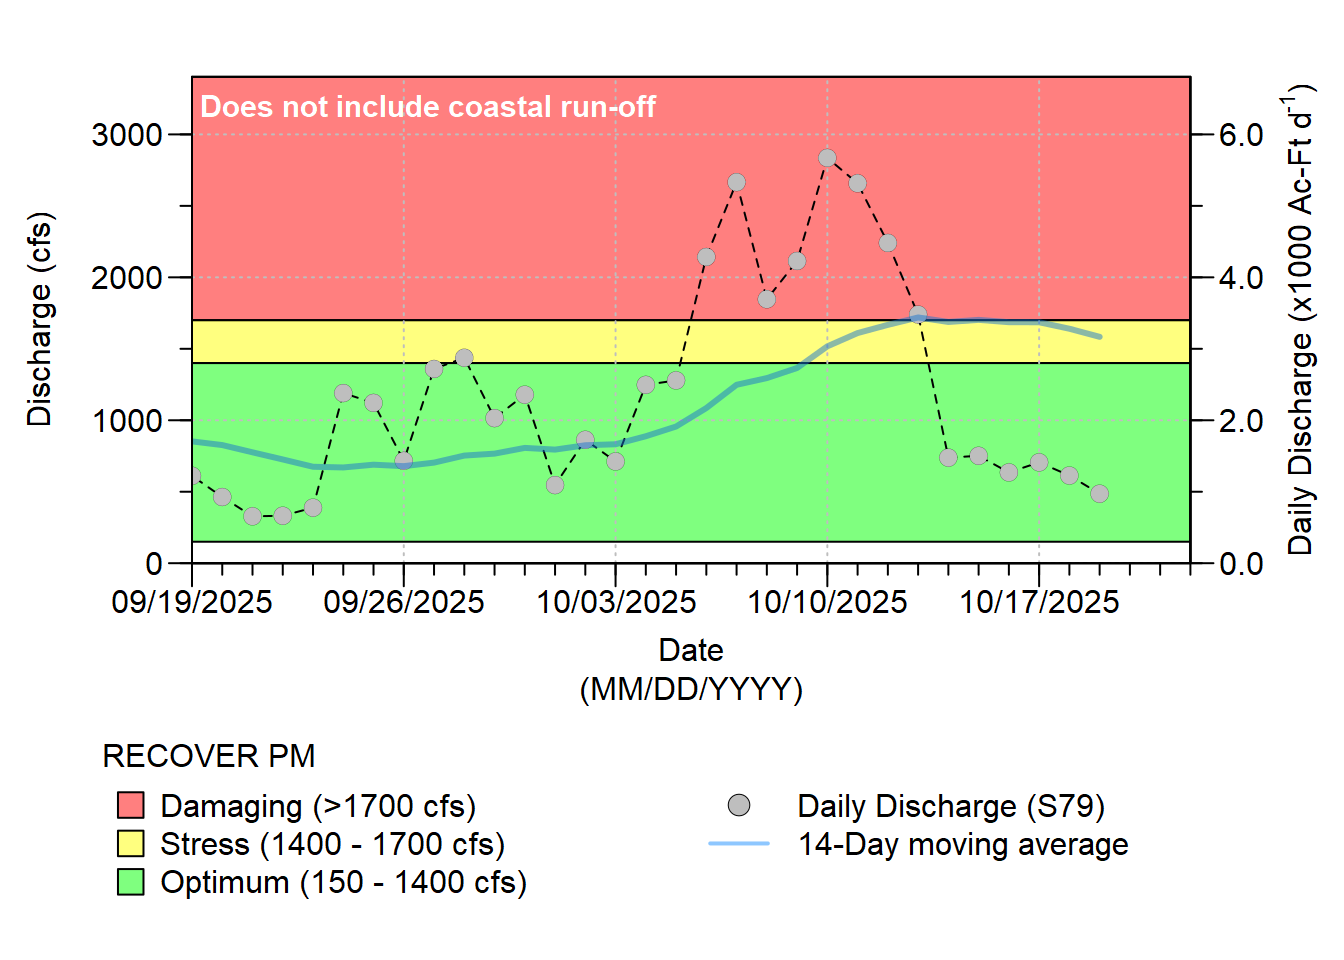 Does not include coastal run-off
3000
2000
1000
0
6.0
4.0
2.0
0.0
Discharge (cfs)
Daily Discharge (x1000 Ac-Ft d-1)
09/19/2025 09/26/2025 10/03/2025 10/10/2025 10/17/2025
Date
(MM/DD/YYYY)
RECOVER PM
Damaging (>1700 cfs)
Stress (1400 - 1700 cfs)
Optimum (150 - 1400 cfs)
Daily Discharge (S79)
14-Day moving average